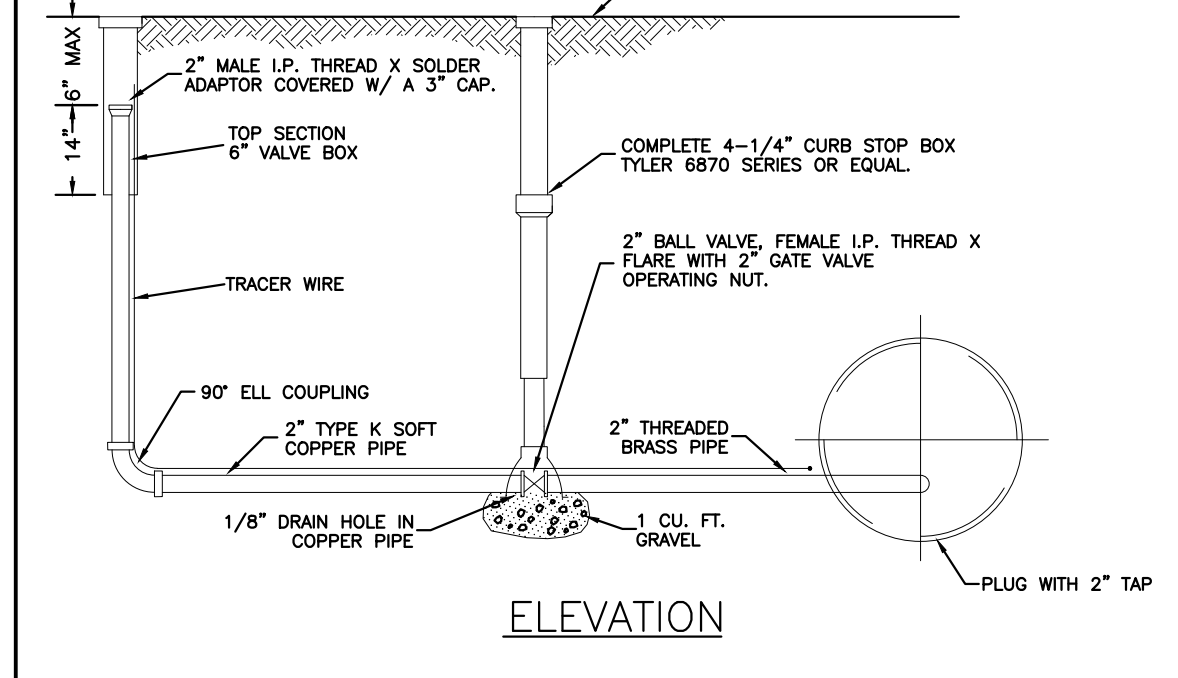 6” MAX
14”
2” MALE I.P. THREAD X SOLDER
ADAPTOR COVERED W/ A 3” CAP.
TOP SECTION
6” VALVE BOX
COMPLETE 4-1/4” CURB STOP BOX
TYLER 6870 SERIES OR EQUAL.
2” BALL VALVE, FEMALE I.P. THREAD X
FLARE WITH 2” GATE VALVE
OPERATING NUT.
TRACER WIRE
90° ELL COUPLING
2” TYPE K SOFT
COPPER PIPE
2” THREADED
BRASS PIPE
1/8” DRAIN HOLE IN
COPPER PIPE
1 CU. FT.
GRAVEL
PLUG WITH 2” TAP
ELEVATION